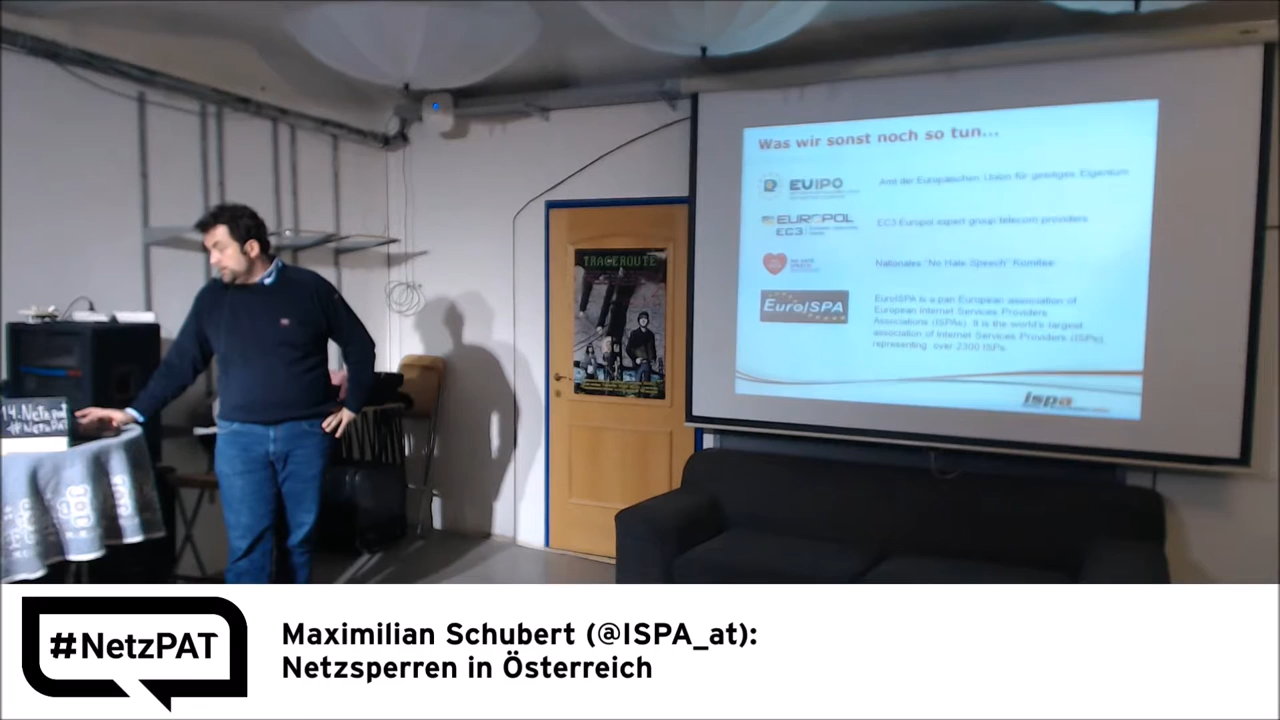 Was wir sonst noch so tun...
EUIPO
Amt der Europäischen Union für geistiges Eigentum
EUROPOL
EC3
EC3 Europol expert group telecom providers
Nationales "No Hate Speech" Komitee
EuroISPA
EuroISPA is a pan European association of
European Internet Services Providers
Associations (ISPAs). It is the world's largest
association of Internet Services Providers (ISPs),
representing over 2300 ISPs.
ispa
TRACEROUTE
14. Netzpat
#NetzPAT
#NetzPAT
Maximilian Schubert (@ISPA_at):
Netzsperren in Österreich